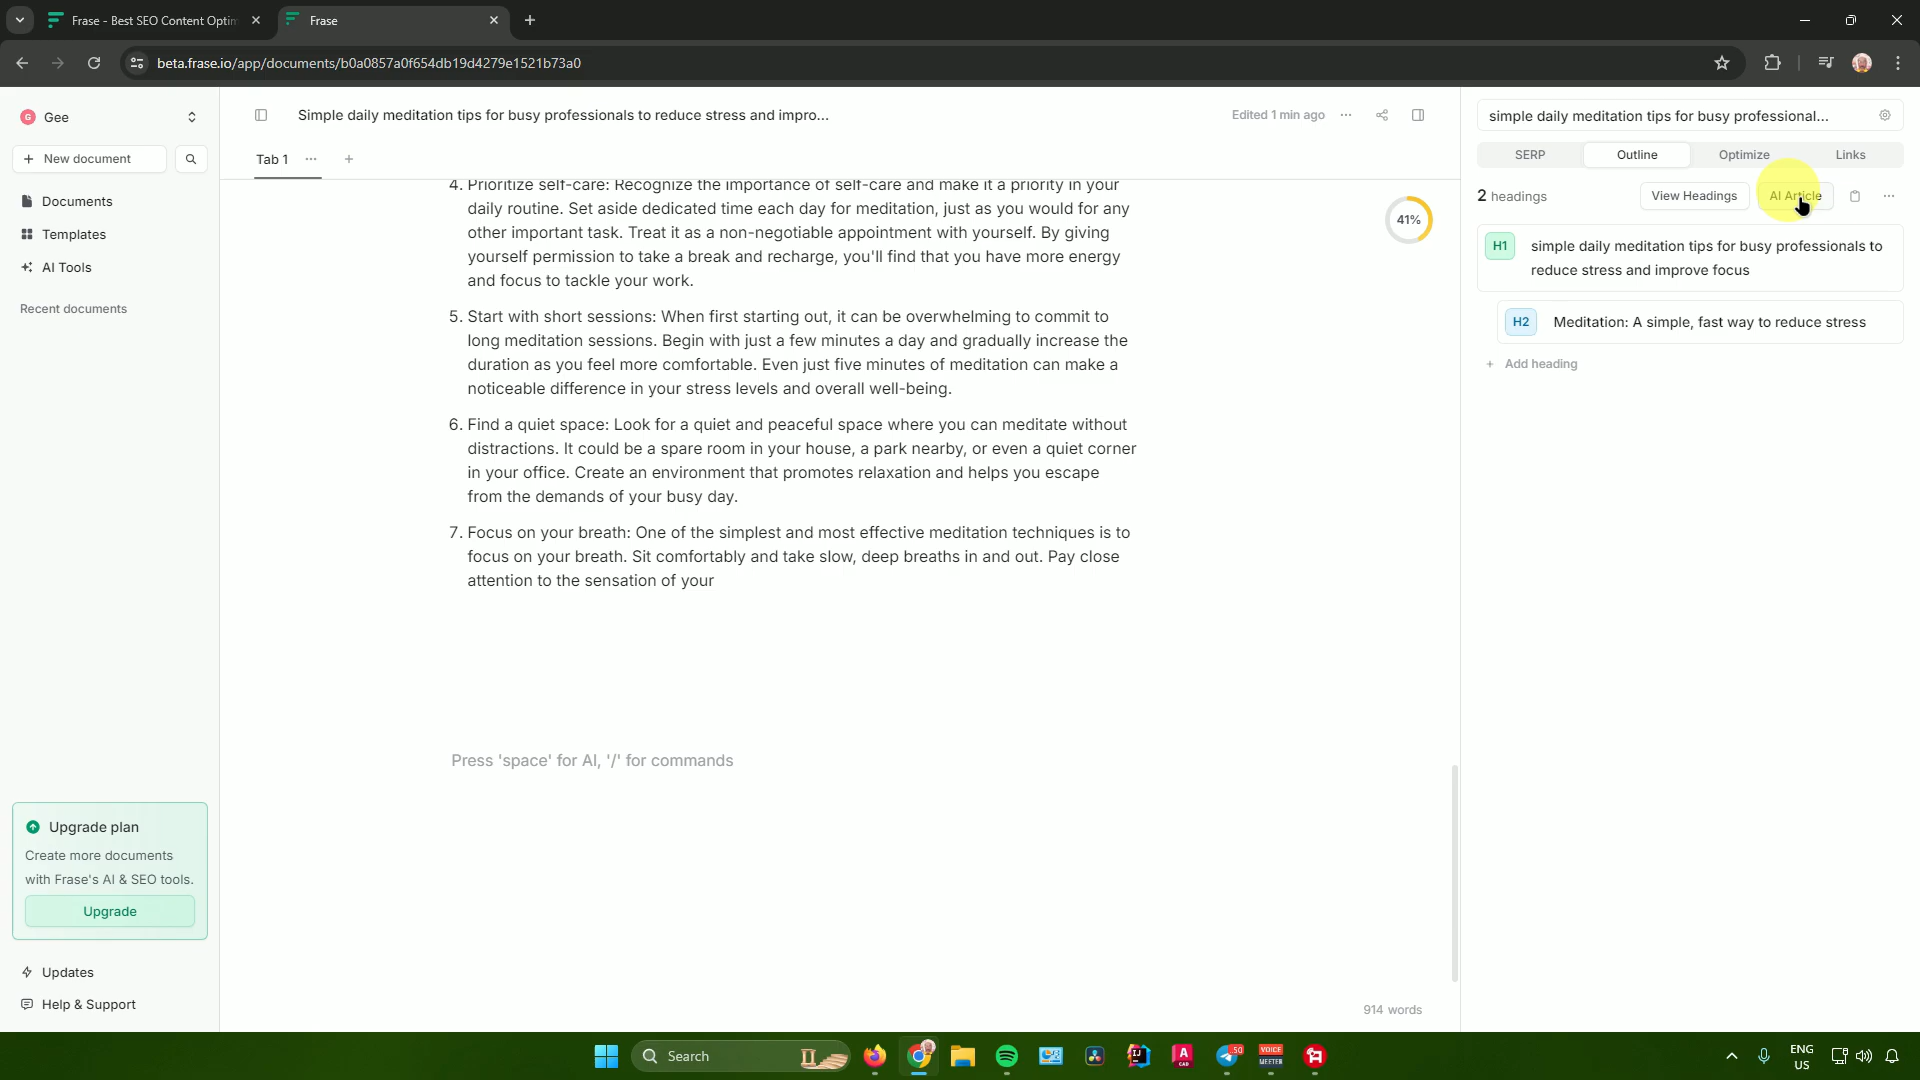 Frase - Best SEO Content Optim
Frase
beta.frase.io/app/documents/b0a0857a0f654db19d4279e1521b73a0
G Gee
New document
Documents
Templates
AI Tools
Recent documents
Upgrade plan
Create more documents
with Frase's AI & SEO tools.
Upgrade
Updates
Help & Support
Simple daily meditation tips for busy professionals to reduce stress and impro...
Edited 1 min ago
Tab 1
4. Prioritize self-care: Recognize the importance of self-care and make it a priority in your
daily routine. Set aside dedicated time each day for meditation, just as you would for any
other important task. Treat it as a non-negotiable appointment with yourself. By giving
yourself permission to take a break and recharge, you'll find that you have more energy
and focus to tackle your work.
5. Start with short sessions: When first starting out, it can be overwhelming to commit to
long meditation sessions. Begin with just a few minutes a day and gradually increase the
duration as you feel more comfortable. Even just five minutes of meditation can make a
noticeable difference in your stress levels and overall well-being.
6. Find a quiet space: Look for a quiet and peaceful space where you can meditate without
distractions. It could be a spare room in your house, a park nearby, or even a quiet corner
in your office. Create an environment that promotes relaxation and helps you escape
from the demands of your busy day.
7. Focus on your breath: One of the simplest and most effective meditation techniques is to
focus on your breath. Sit comfortably and take slow, deep breaths in and out. Pay close
attention to the sensation of your
Press 'space' for AI, '/' for commands
41%
914 words
simple daily meditation tips for busy professional...
SERP
Outline
Optimize
Links
2 headings
View Headings
AI Article
H1 simple daily meditation tips for busy professionals to
reduce stress and improve focus
H2 Meditation: A simple, fast way to reduce stress
+ Add heading
Search
50
VOICE
MEETER
ENG
US